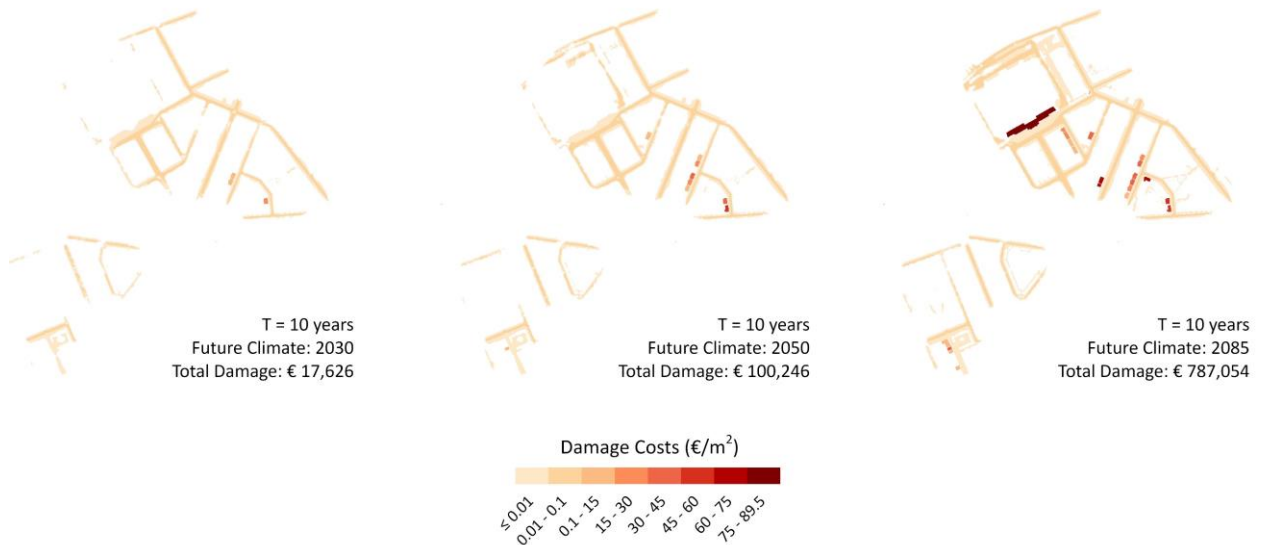 T = 10 years
Future Climate: 2030
Total Damage: € 17,626
T = 10 years
Future Climate: 2050
Total Damage: € 100,246
T = 10 years
Future Climate: 2085
Total Damage: € 787,054
Damage Costs (€/m²)
≤ 0.01
0.01 - 0.1
0.1 - 15
15 - 30
30 - 45
45 - 60
60 - 75
75 - 89.5